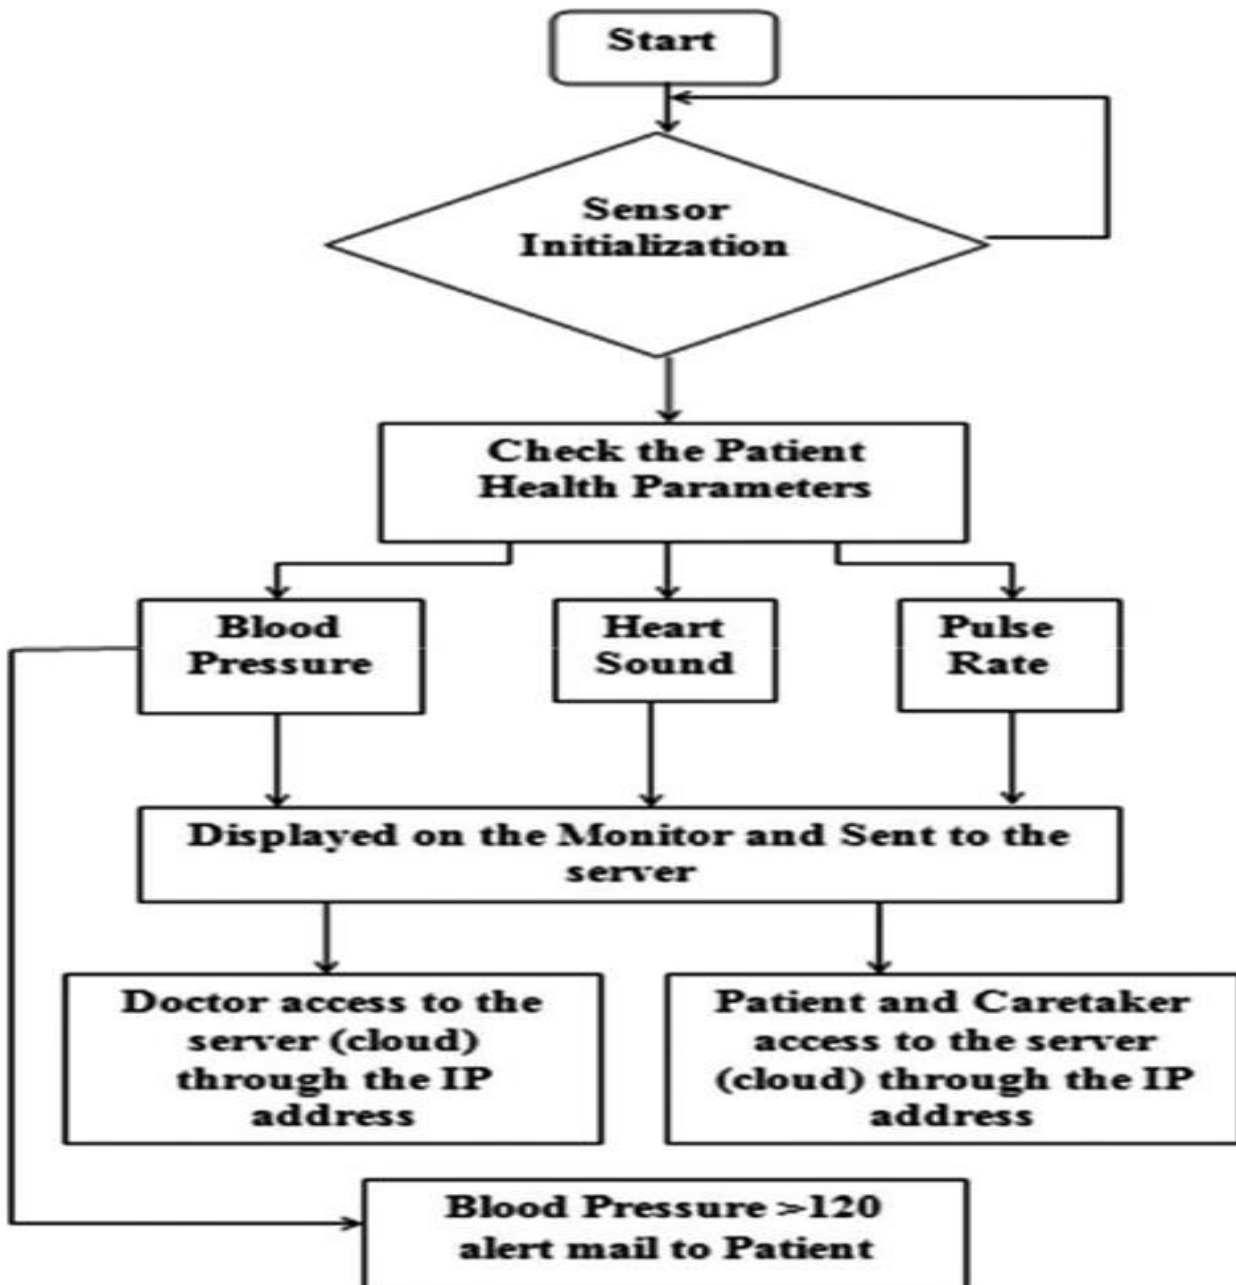 Start
Sensor
Initialization
Check the Patient
Health Parameters
Blood
Pressure
Heart
Sound
Pulse
Rate
Displayed on the Monitor and Sent to the
server
Doctor access to the
server (cloud)
through the IP
address
Patient and Caretaker
access to the server
(cloud) through the IP
address
Blood Pressure >120
alert mail to Patient